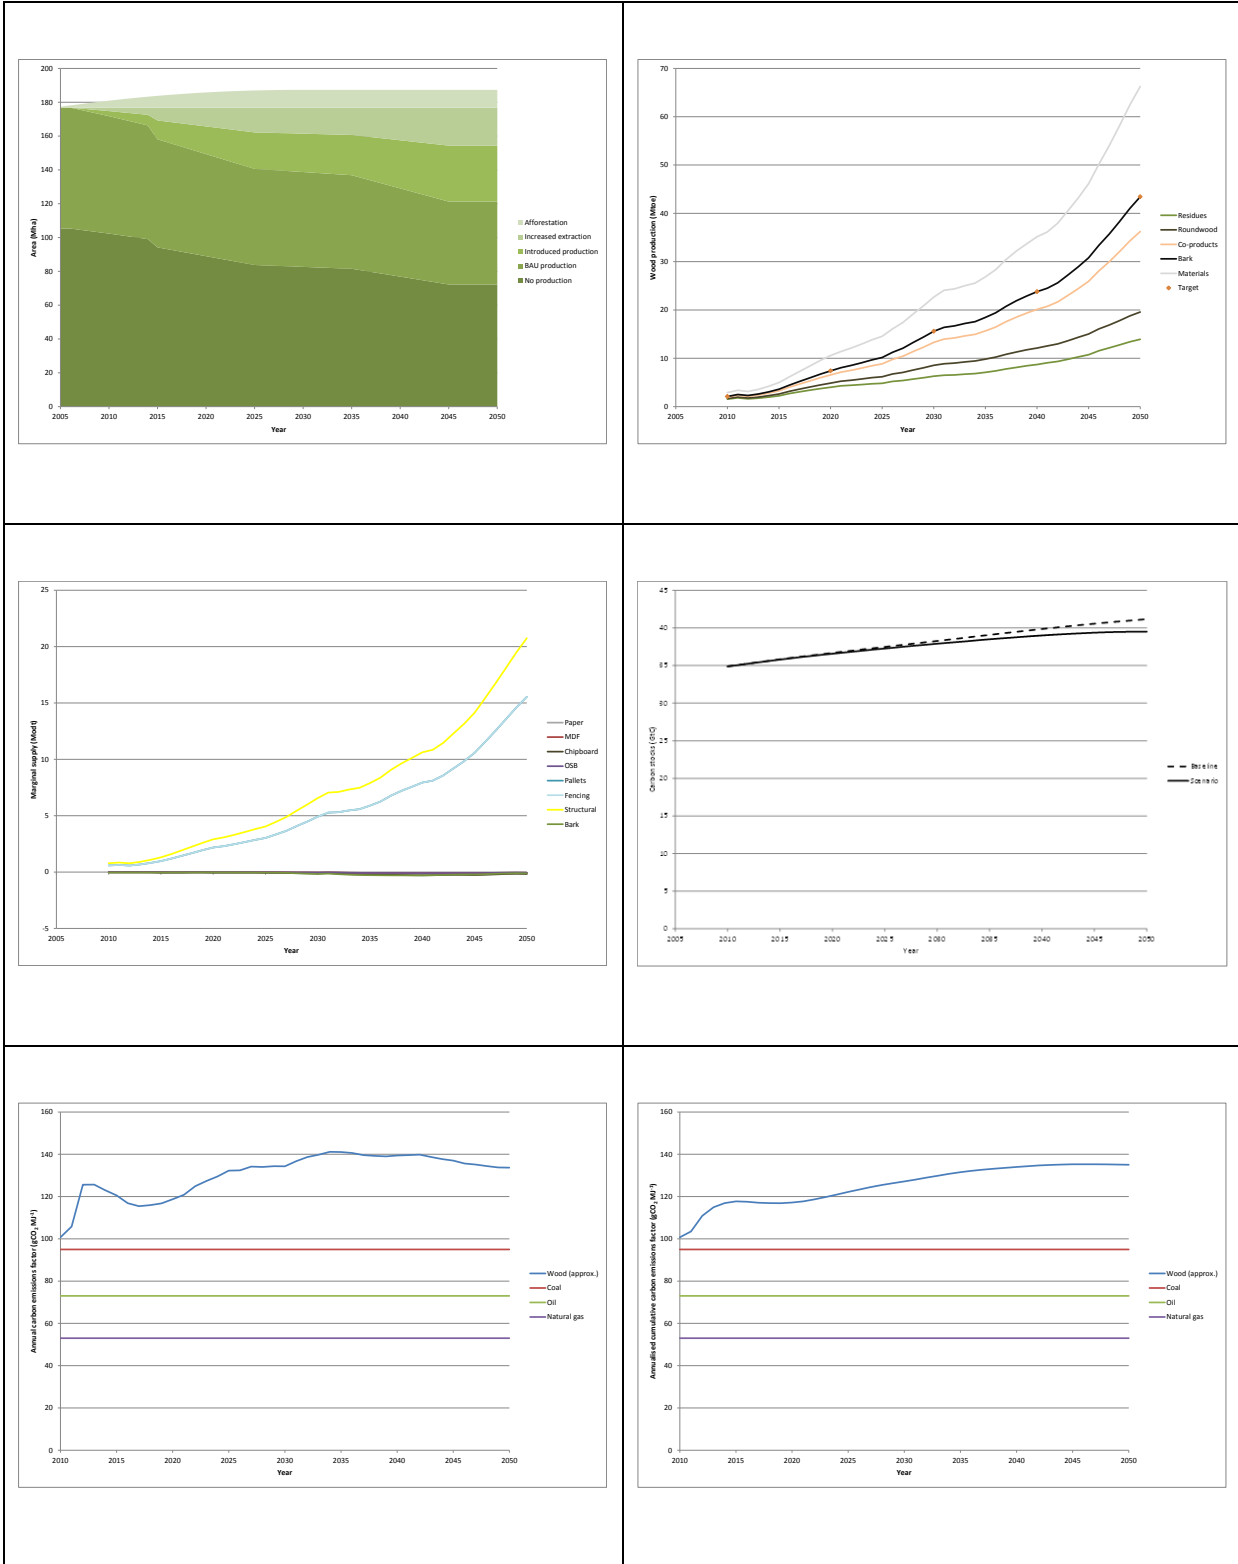 200
180
160
140
120
100
80
60
40
20
0
Area (Mha)
2005 2010 2015 2020 2025 2030 2035 2040 2045 2050
Year
Afforestation
Increased extraction
Introduced production
BAU production
No production
70
60
50
40
30
20
10
0
Wood production (Mtoe)
2005 2010 2015 2020 2025 2030 2035 2040 2045 2050
Year
Residues
Roundwood
Co-products
Bark
Materials
Target
25
20
15
10
5
0
-5
Marginal supply (Modt)
2005 2010 2015 2020 2025 2030 2035 2040 2045 2050
Year
Paper
MDF
Chipboard
OSB
Pallets
Fencing
Structural
Bark
45
40
35
30
25
20
15
10
5
0
Carbon stocks (GtC)
2005 2010 2015 2020 2025 2030 2035 2040 2045 2050
Year
Baseline
Scenario
160
140
120
100
80
60
40
20
0
Annual carbon emissions factor (gCO₂ MJ⁻¹)
2010 2015 2020 2025 2030 2035 2040 2045 2050
Year
Wood (approx.)
Coal
Oil
Natural gas
160
140
120
100
80
60
40
20
0
Annualised cumulative carbon emissions factor (gCO₂ MJ⁻¹)
2010 2015 2020 2025 2030 2035 2040 2045 2050
Year
Wood (approx.)
Coal
Oil
Natural gas